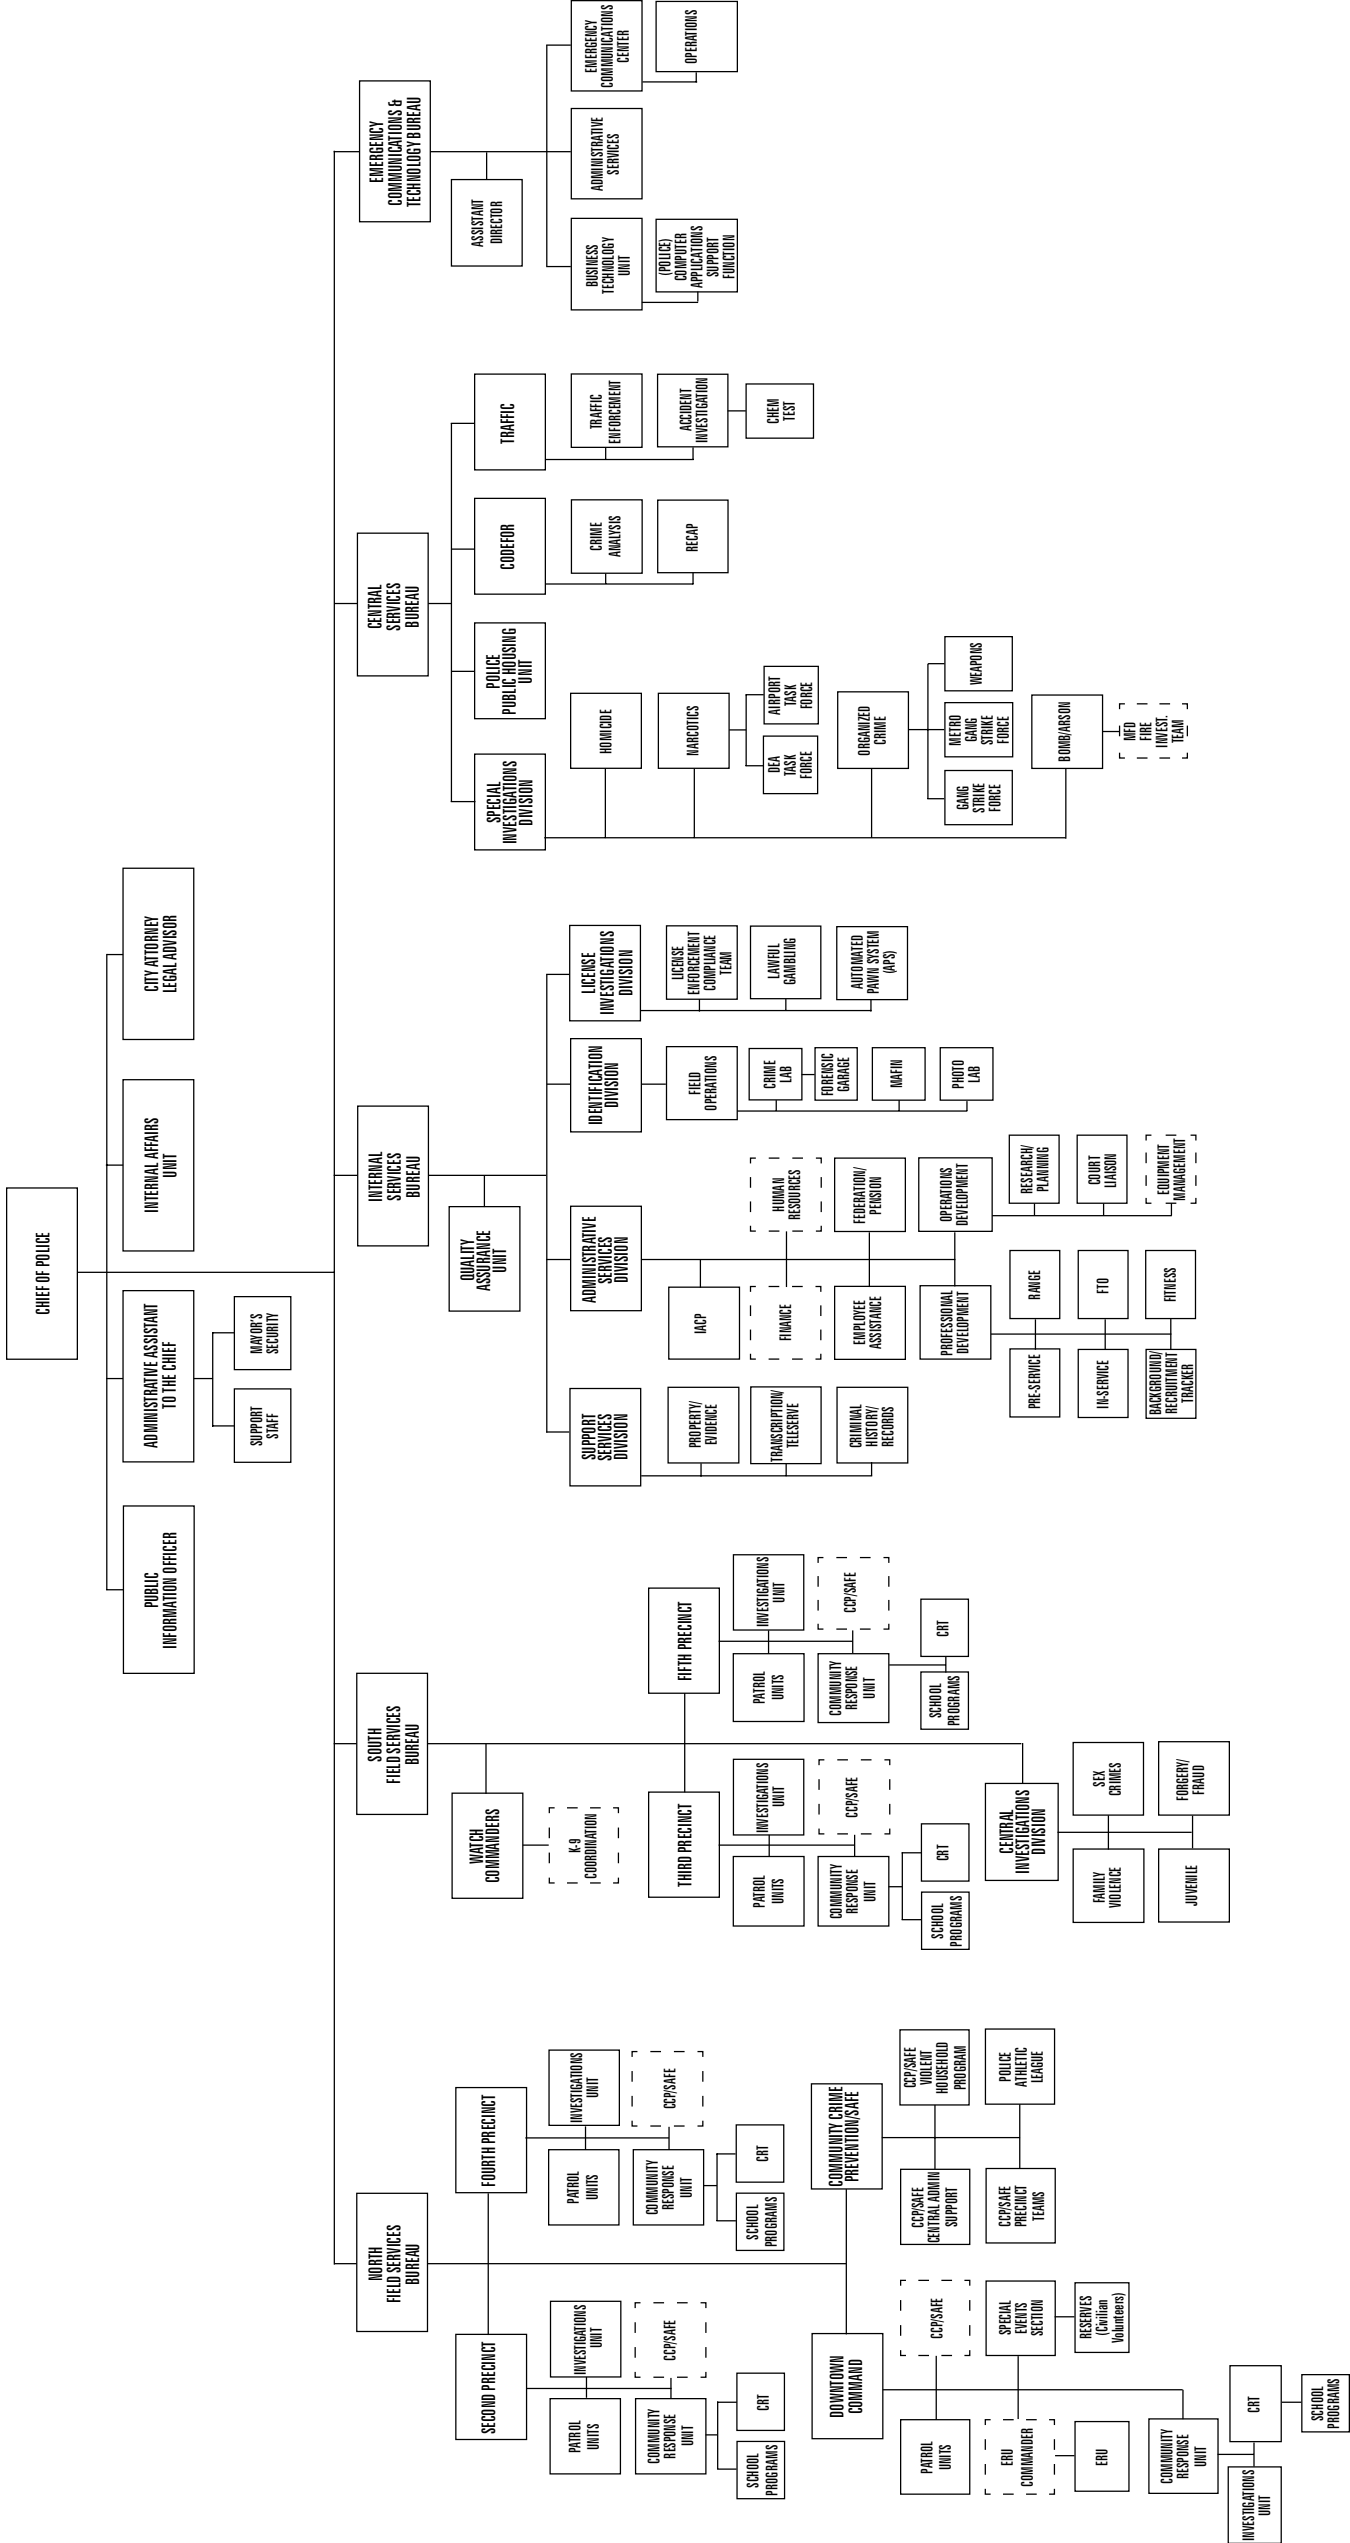 CHIEF OF POLICE
PUBLIC
INFORMATION OFFICER
ADMINISTRATIVE ASSISTANT
TO THE CHIEF
INTERNAL AFFAIRS
UNIT
CITY ATTORNEY
LEGAL ADVISOR
SUPPORT
STAFF
MAYOR'S
SECURITY
NORTH
FIELD SERVICES
BUREAU
SECOND PRECINCT
FOURTH PRECINCT
PATROL
UNITS
INVESTIGATIONS
UNIT
COMMUNITY
RESPONSE
UNIT
CCP/SAFE
SCHOOL
PROGRAMS
CRT
PATROL
UNITS
INVESTIGATIONS
UNIT
COMMUNITY
RESPONSE
UNIT
CCP/SAFE
SCHOOL
PROGRAMS
CRT
DOWNTOWN
COMMAND
PATROL
UNITS
CCP/SAFE
ERU
COMMANDER
SPECIAL
EVENTS
SECTION
ERU
RESERVES
(Civilian
Volunteers)
COMMUNITY
RESPONSE
UNIT
INVESTIGATIONS
UNIT
CRT
SCHOOL
PROGRAMS
COMMUNITY CRIME
PREVENTION/SAFE
CCP/SAFE
CENTRAL ADMIN
SUPPORT
CCP/SAFE
VIOLENT
HOUSEHOLD
PROGRAM
CCP/SAFE
PRECINCT
TEAMS
POLICE
ATHLETIC
LEAGUE
SOUTH
FIELD SERVICES
BUREAU
WATCH
COMMANDERS
K-9
COORDINATION
THIRD PRECINCT
PATROL
UNITS
INVESTIGATIONS
UNIT
COMMUNITY
RESPONSE
UNIT
CCP/SAFE
SCHOOL
PROGRAMS
CRT
FIFTH PRECINCT
PATROL
UNITS
INVESTIGATIONS
UNIT
COMMUNITY
RESPONSE
UNIT
CCP/SAFE
SCHOOL
PROGRAMS
CRT
CENTRAL
INVESTIGATIONS
DIVISION
FAMILY
VIOLENCE
SEX
CRIMES
JUVENILE
FORGERY/
FRAUD
INTERNAL
SERVICES
BUREAU
QUALITY
ASSURANCE
UNIT
SUPPORT
SERVICES
DIVISION
PROPERTY/
EVIDENCE
TRANSCRIPTION/
TELESERVE
CRIMINAL
HISTORY/
RECORDS
ADMINISTRATIVE
SERVICES
DIVISION
IACP
FINANCE
HUMAN
RESOURCES
EMPLOYEE
ASSISTANCE
FEDERATION/
PENSION
PROFESSIONAL
DEVELOPMENT
OPERATIONS
DEVELOPMENT
PRE-SERVICE
RANGE
IN-SERVICE
FTO
BACKGROUND/
RECRUITMENT
TRACKER
FITNESS
RESEARCH/
PLANNING
COURT
LIAISON
EQUIPMENT
MANAGEMENT
IDENTIFICATION
DIVISION
FIELD
OPERATIONS
CRIME
LAB
FORENSIC
GARAGE
MAFIN
PHOTO
LAB
LICENSE
INVESTIGATIONS
DIVISION
LICENSE
ENFORCEMENT
COMPLIANCE
TEAM
LAWFUL
GAMBLING
AUTOMATED
PAWN SYSTEM
(APS)
CENTRAL
SERVICES
BUREAU
SPECIAL
INVESTIGATIONS
DIVISION
HOMICIDE
NARCOTICS
DEA
TASK
FORCE
AIRPORT
TASK
FORCE
ORGANIZED
CRIME
GANG
STRIKE
FORCE
METRO
GANG
STRIKE
FORCE
WEAPONS
BOMB/ARSON
MFD
FIRE
INVEST.
TEAM
POLICE
PUBLIC HOUSING
UNIT
CODEFOR
CRIME
ANALYSIS
RECAP
TRAFFIC
TRAFFIC
ENFORCEMENT
ACCIDENT
INVESTIGATION
CHEM
TEST
EMERGENCY
COMMUNICATIONS &
TECHNOLOGY BUREAU
ASSISTANT
DIRECTOR
BUSINESS
TECHNOLOGY
UNIT
(POLICE)
COMPUTER
APPLICATIONS
SUPPORT
FUNCTION
ADMINISTRATIVE
SERVICES
EMERGENCY
COMMUNICATIONS
CENTER
OPERATIONS